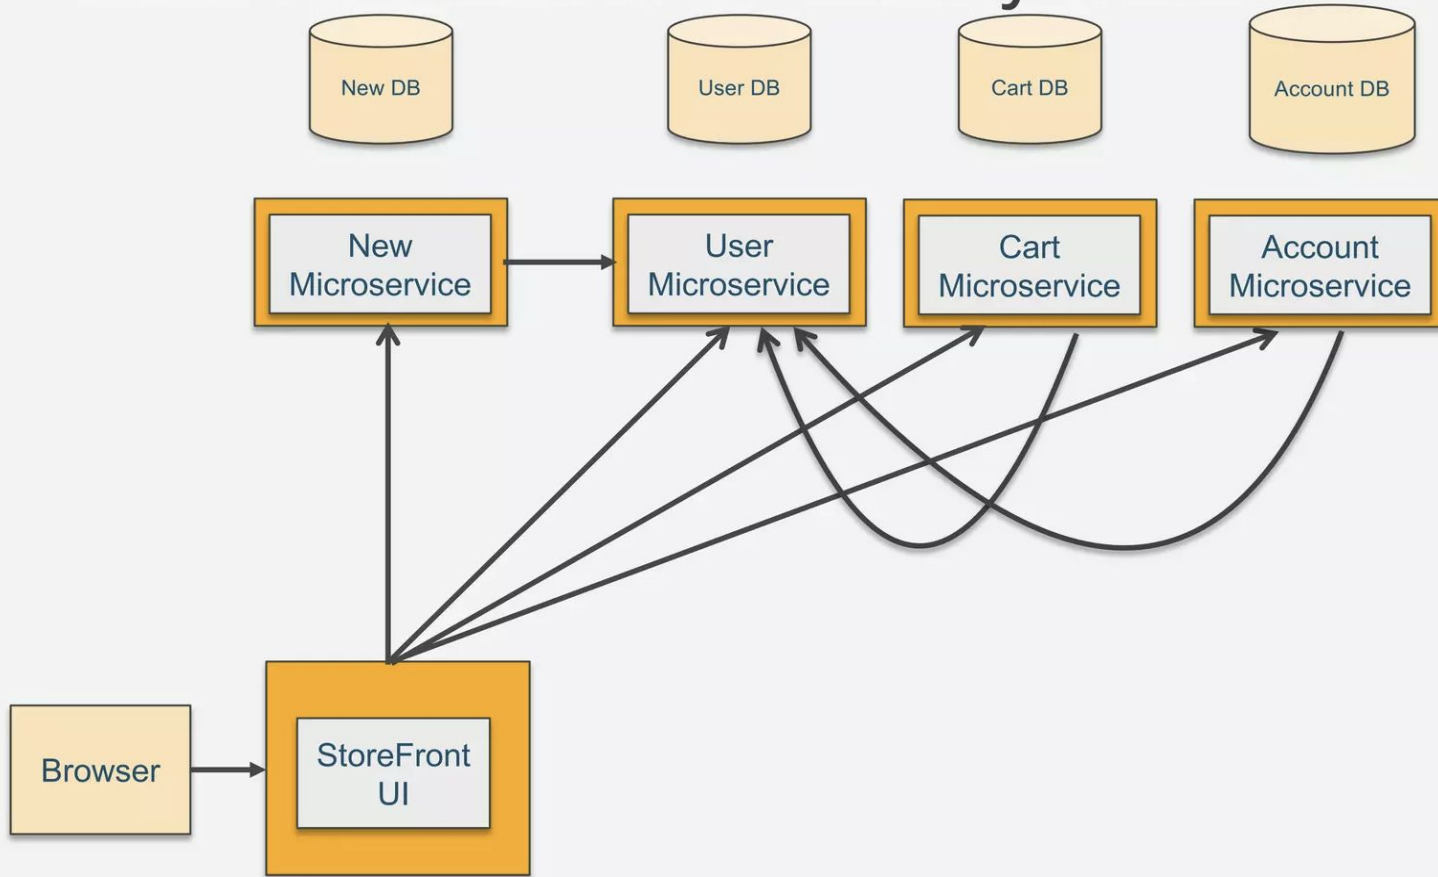 New DB
User DB
Cart DB
Account DB
New
Microservice
User
Microservice
Cart
Microservice
Account
Microservice
Browser
StoreFront
UI